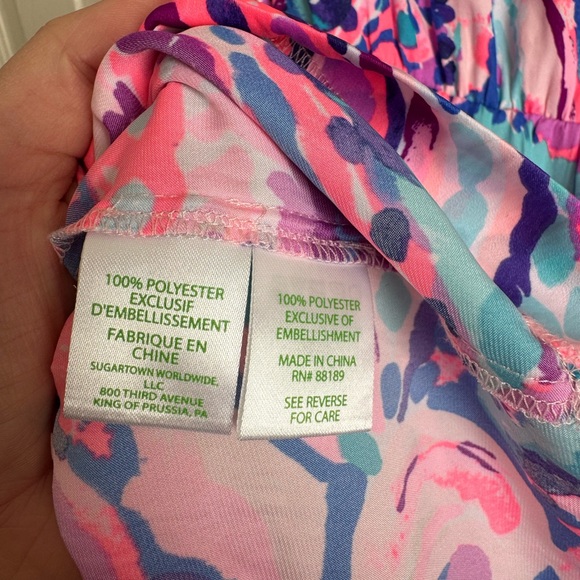 100% POLYESTER
EXCLUSIF
D'EMBELLISSEMENT
FABRIQUE EN
CHINE
SUGARTOWN WORLDWIDE,
LLC
800 THIRD AVENUE
KING OF PRUSSIA, PA
100% POLYESTER
EXCLUSIVE OF
EMBELLISHMENT
MADE IN CHINA
RN# 88189
SEE REVERSE
FOR CARE